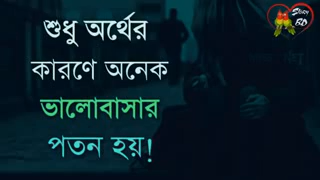 শুধু অর্থের
কারণে অনেক
ভালোবাসার
পতন হয়!